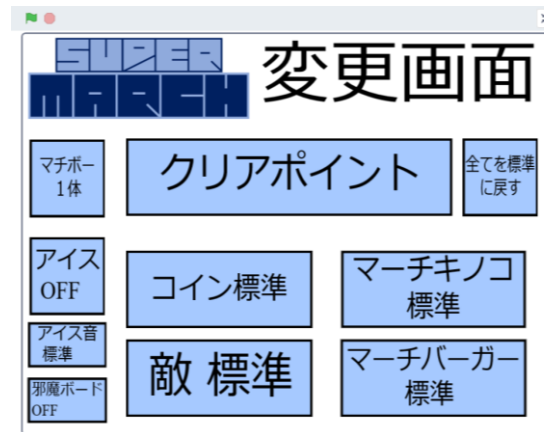 SUPER
MARCH
変更画面
マチボー
1体
クリアポイント
全てを標準
に戻す
アイス
OFF
コイン標準
マーチキノコ
標準
アイス音
標準
邪魔ボード
OFF
敵 標準
マーチバーガー
標準